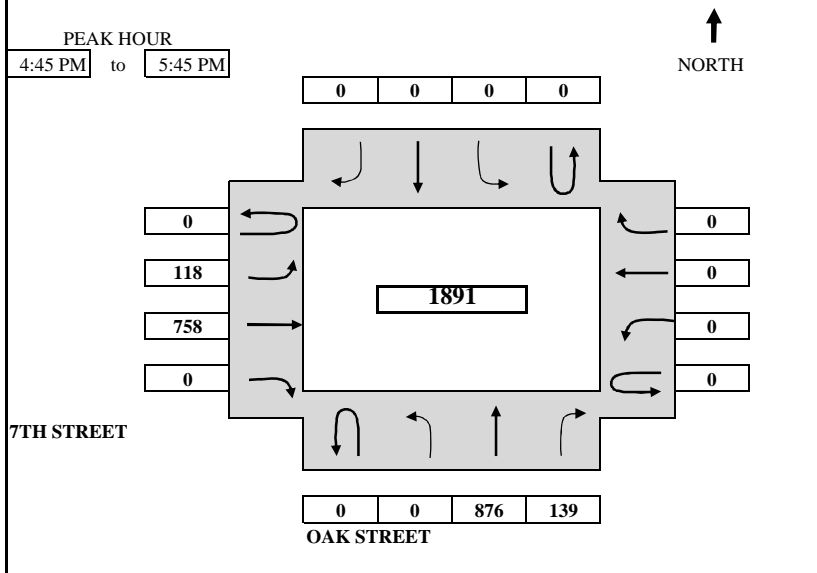 PEAK HOUR
4:45 PM to 5:45 PM
NORTH
0 0 0 0
0 0
118 0
1891
758 0
0 0
7TH STREET
0 0 876 139
OAK STREET